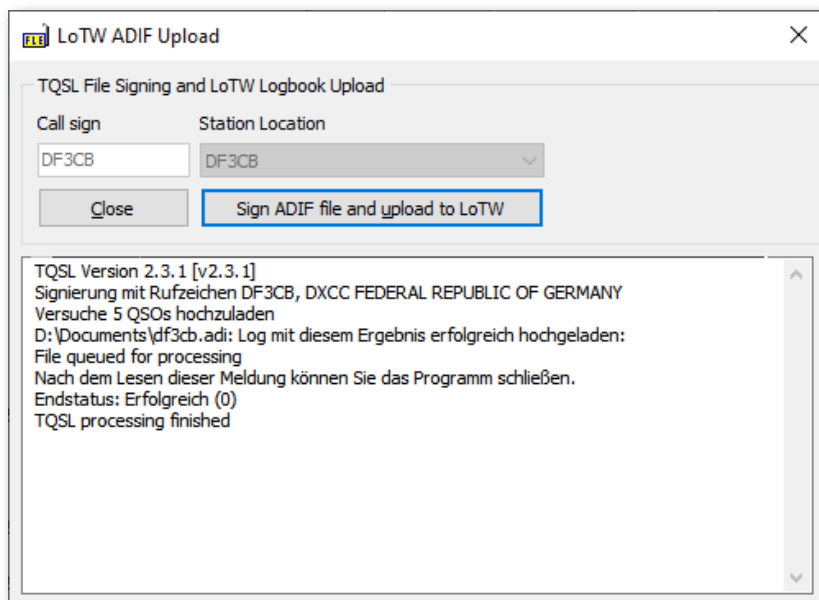 FLE LoTW ADIF Upload
TQSL File Signing and LoTW Logbook Upload
Call sign Station Location
DF3CB DF3CB
Close Sign ADIF file and upload to LoTW
TQSL Version 2.3.1 [v2.3.1]
Signierung mit Rufzeichen DF3CB, DXCC FEDERAL REPUBLIC OF GERMANY
Versuche 5 QSOs hochzuladen
D:\Documents\df3cb.adi: Log mit diesem Ergebnis erfolgreich hochgeladen:
File queued for processing
Nach dem Lesen dieser Meldung können Sie das Programm schließen.
Endstatus: Erfolgreich (0)
TQSL processing finished